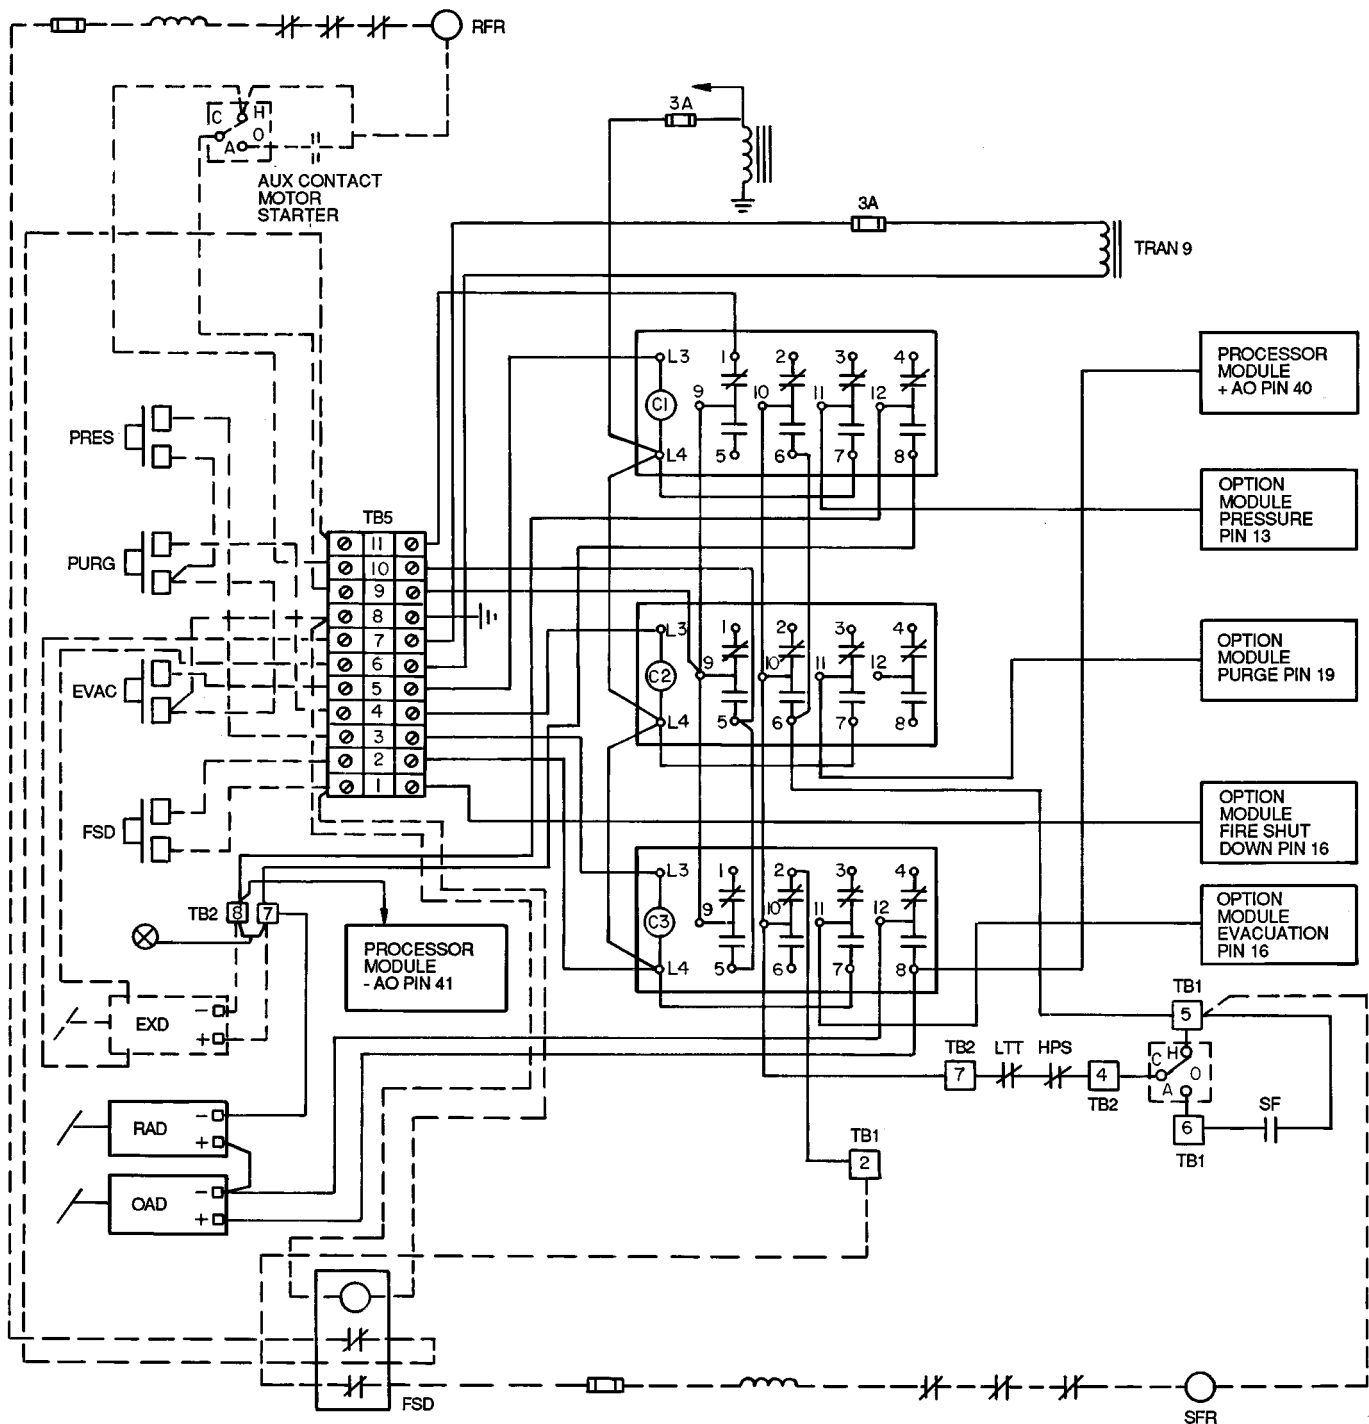 RFR
3A
C H
A O
AUX CONTACT
MOTOR
STARTER
3A
TRAN 9
L3 1 2 3 4
C1 9 10 11 12
L4 5 6 7 8
PROCESSOR
MODULE
+ AO PIN 40
PRES
OPTION
MODULE
PRESSURE
PIN 13
PURG
TB5
11
10
9
8
7
6
5
4
3
2
1
EVAC
L3 1 2 3 4
C2 9 10 11 12
L4 5 6 7 8
OPTION
MODULE
PURGE PIN 19
FSD
OPTION
MODULE
FIRE SHUT
DOWN PIN 16
L3 1 2 3 4
C3 9 10 11 12
L4 5 6 7 8
OPTION
MODULE
EVACUATION
PIN 16
TB2 8 7
PROCESSOR
MODULE
- AO PIN 41
EXD - +
TB1
5
TB2 LTT HPS
7 4
TB2
C H
A O
SF
6
TB1
RAD - +
TB1
2
OAD - +
FSD
SFR